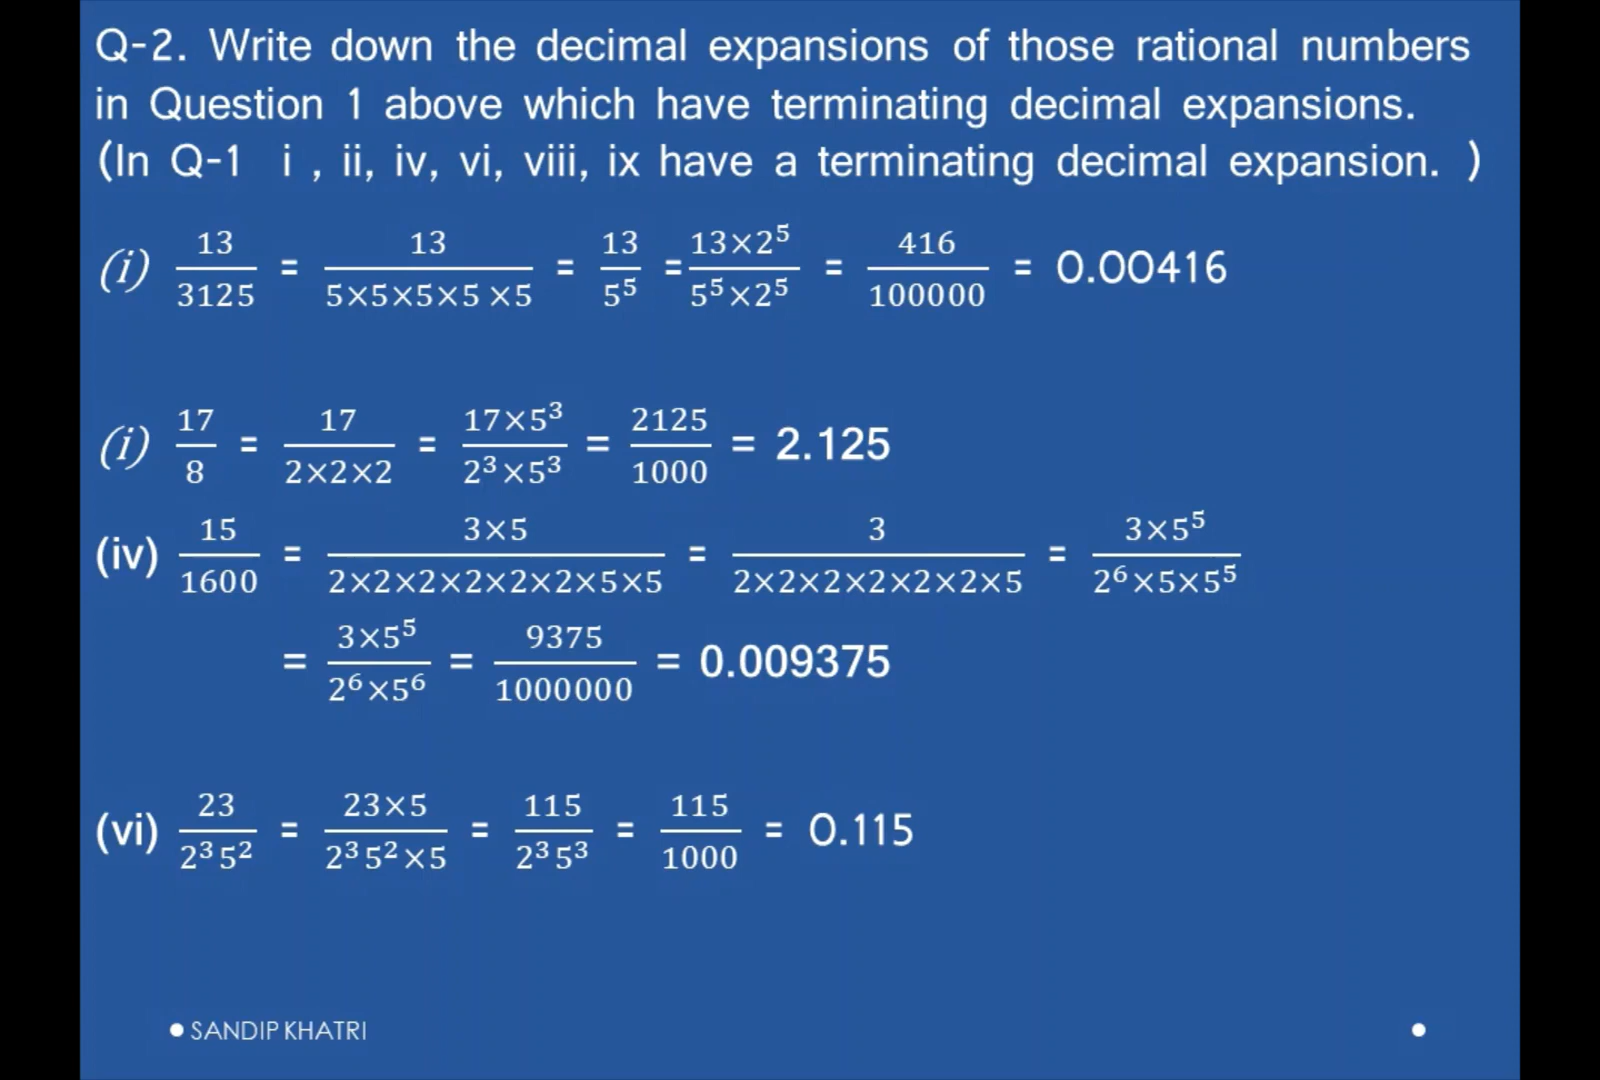 Q-2. Write down the decimal expansions of those rational numbers
in Question 1 above which have terminating decimal expansions.
(In Q-1 i , ii, iv, vi, viii, ix have a terminating decimal expansion. )
(i) 13/3125 = 13/(5×5×5×5 ×5) = 13/5⁵ = (13×2⁵)/(5⁵×2⁵) = 416/100000 = 0.00416
(i) 17/8 = 17/(2×2×2) = (17×5³)/(2³×5³) = 2125/1000 = 2.125
(iv) 15/1600 = (3×5)/(2×2×2×2×2×2×5×5) = 3/(2×2×2×2×2×2×5) = (3×5⁵)/(2⁶×5×5⁵)
= (3×5⁵)/(2⁶×5⁶) = 9375/1000000 = 0.009375
(vi) 23/(2³5²) = (23×5)/(2³5²×5) = 115/(2³5³) = 115/1000 = 0.115
• SANDIP KHATRI •